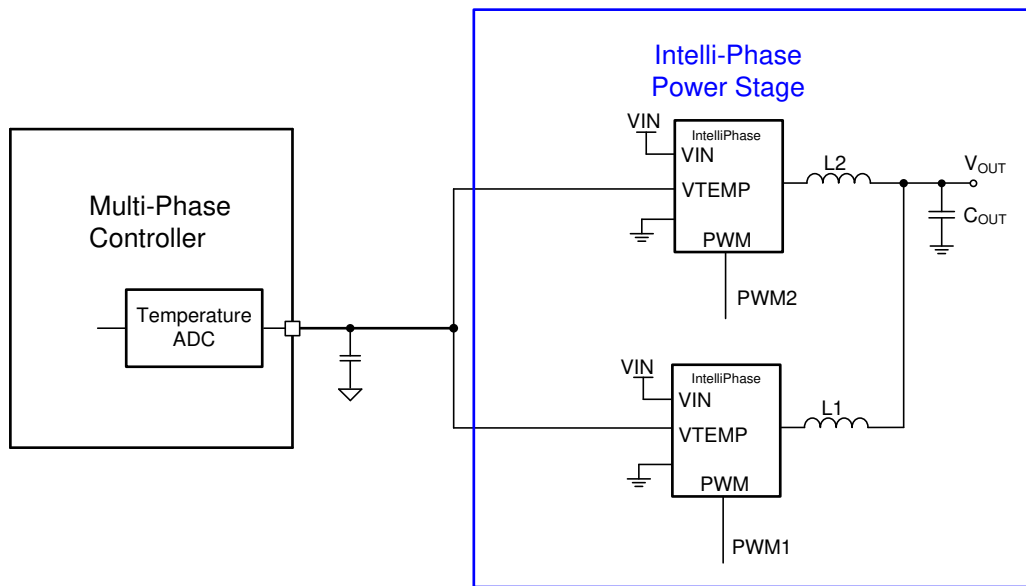 Intelli-Phase
Power Stage
Multi-Phase
Controller
Temperature
ADC
VIN
IntelliPhase
VIN
VTEMP
PWM
PWM2
L2
VOUT
COUT
VIN
IntelliPhase
VIN
VTEMP
PWM
PWM1
L1